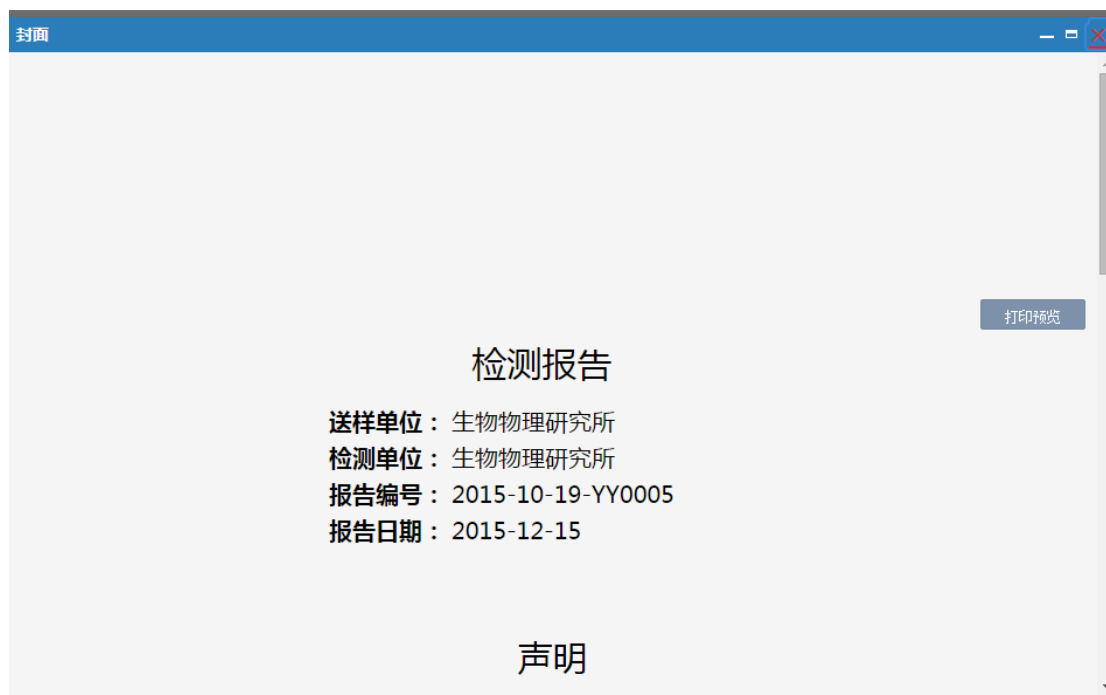 封面
打印预览
检测报告
送样单位：生物物理研究所
检测单位：生物物理研究所
报告编号：2015-10-19-YY0005
报告日期：2015-12-15
声明